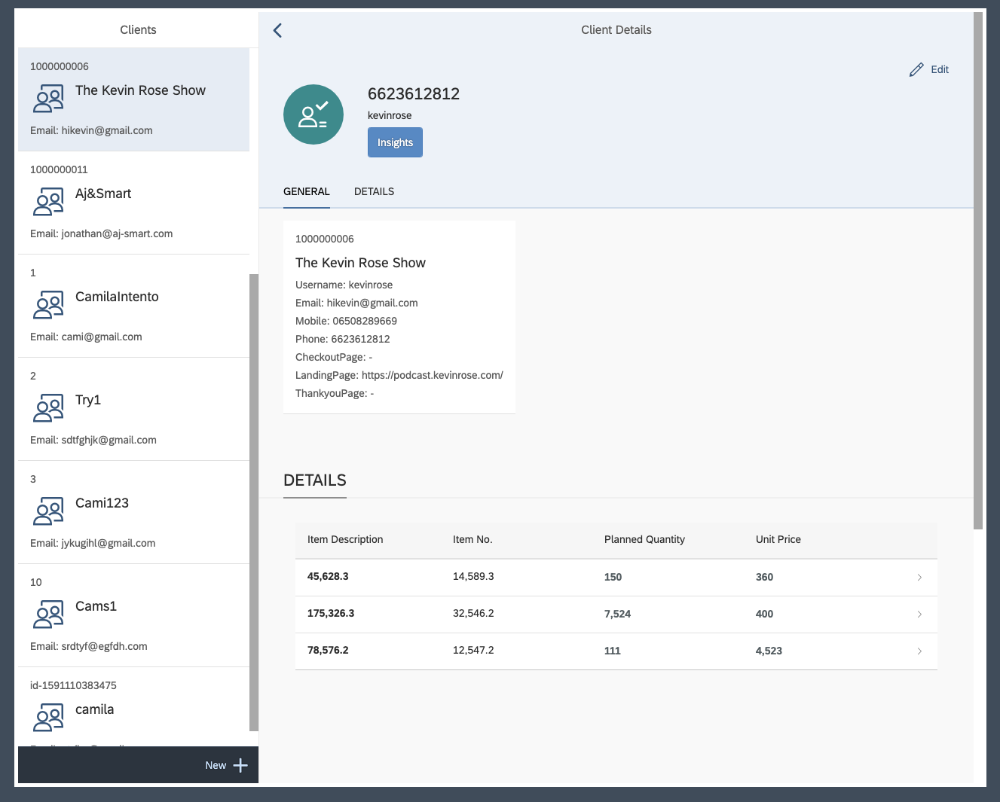 Clients
1000000006
The Kevin Rose Show
Email: hikevin@gmail.com
1000000011
Aj&Smart
Email: jonathan@aj-smart.com
1
CamilaIntento
Email: cami@gmail.com
2
Try1
Email: sdtfghjk@gmail.com
3
Cami123
Email: jykugihl@gmail.com
10
Cams1
Email: srdtyf@egfdh.com
id-1591110383475
camila
New
Client Details
Edit
6623612812
kevinrose
Insights
GENERAL DETAILS
1000000006
The Kevin Rose Show
Username: kevinrose
Email: hikevin@gmail.com
Mobile: 06508289669
Phone: 6623612812
CheckoutPage: -
LandingPage: https://podcast.kevinrose.com/
ThankyouPage: -
DETAILS
Item Description Item No. Planned Quantity Unit Price
45,628.3 14,589.3 150 360
175,326.3 32,546.2 7,524 400
78,576.2 12,547.2 111 4,523